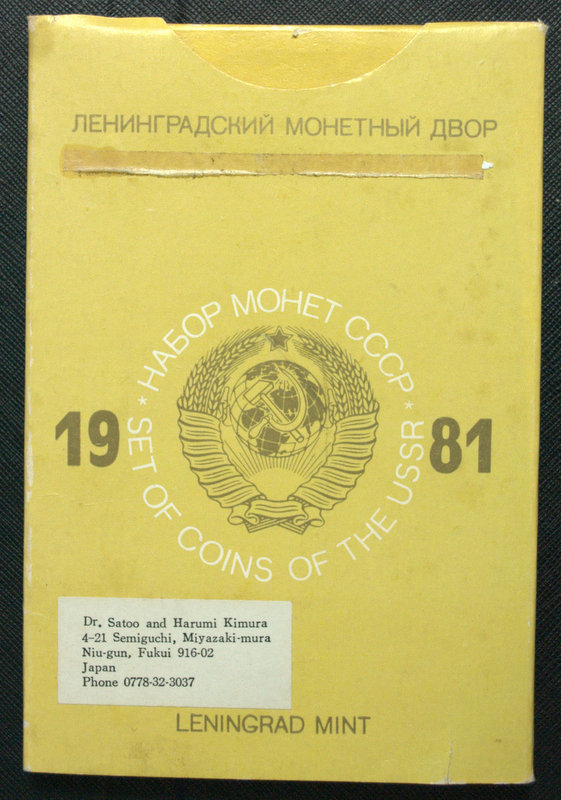 ЛЕНИНГРАДСКИЙ МОНЕТНЫЙ ДВОР
* НАБОР МОНЕТ СССР *
19 81
SET OF COINS OF THE USSR
Dr. Satoo and Harumi Kimura
4-21 Semiguchi, Miyazaki-mura
Niu-gun, Fukui 916-02
Japan
Phone 0778-32-3037
LENINGRAD MINT